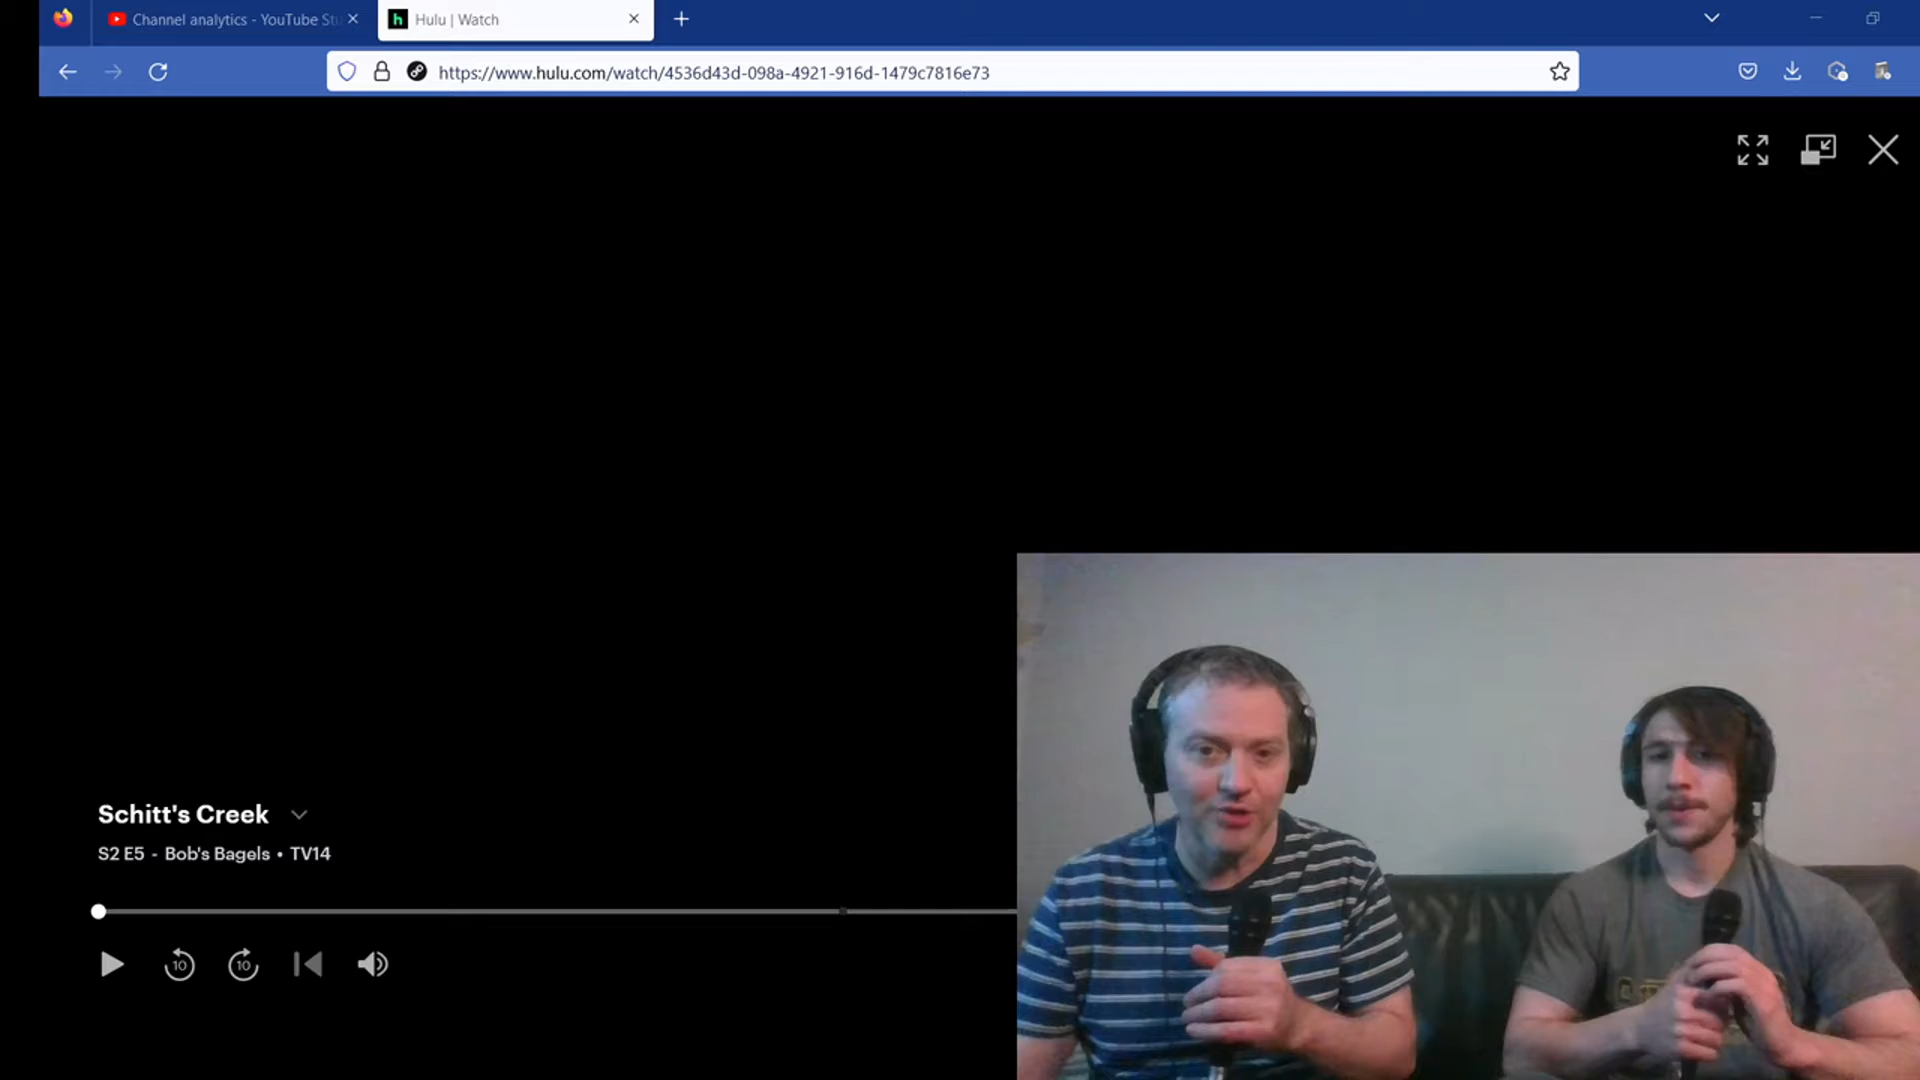 Channel analytics - YouTube Stu
Hulu | Watch
https://www.hulu.com/watch/4536d43d-098a-4921-916d-1479c7816e73
Schitt's Creek
S2 E5 - Bob's Bagels • TV14
10
10